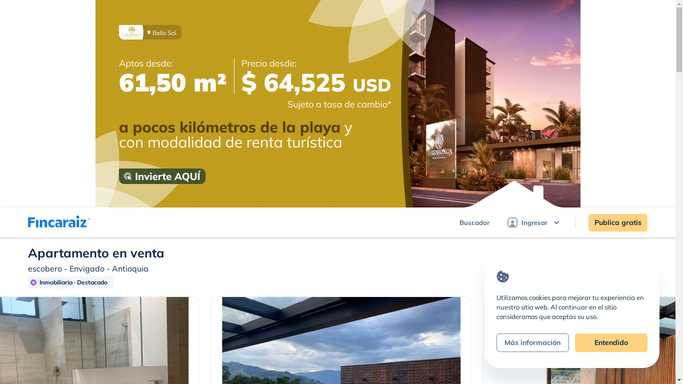 Bello Sol
Aptos desde:
61,50 m²
Precio desde:
$ 64,525 USD
Sujeto a tasa de cambio*
a pocos kilómetros de la playa y
con modalidad de renta turística
Invierte AQUÍ
Fincaraiz
Buscador
Ingresar
Publica gratis
Apartamento en venta
escobero - Envigado - Antioquia
Inmobiliaria · Destacado
Utilizamos cookies para mejorar tu experiencia en
nuestro sitio web. Al continuar en el sitio
consideramos que aceptas su uso.
Más información
Entendido